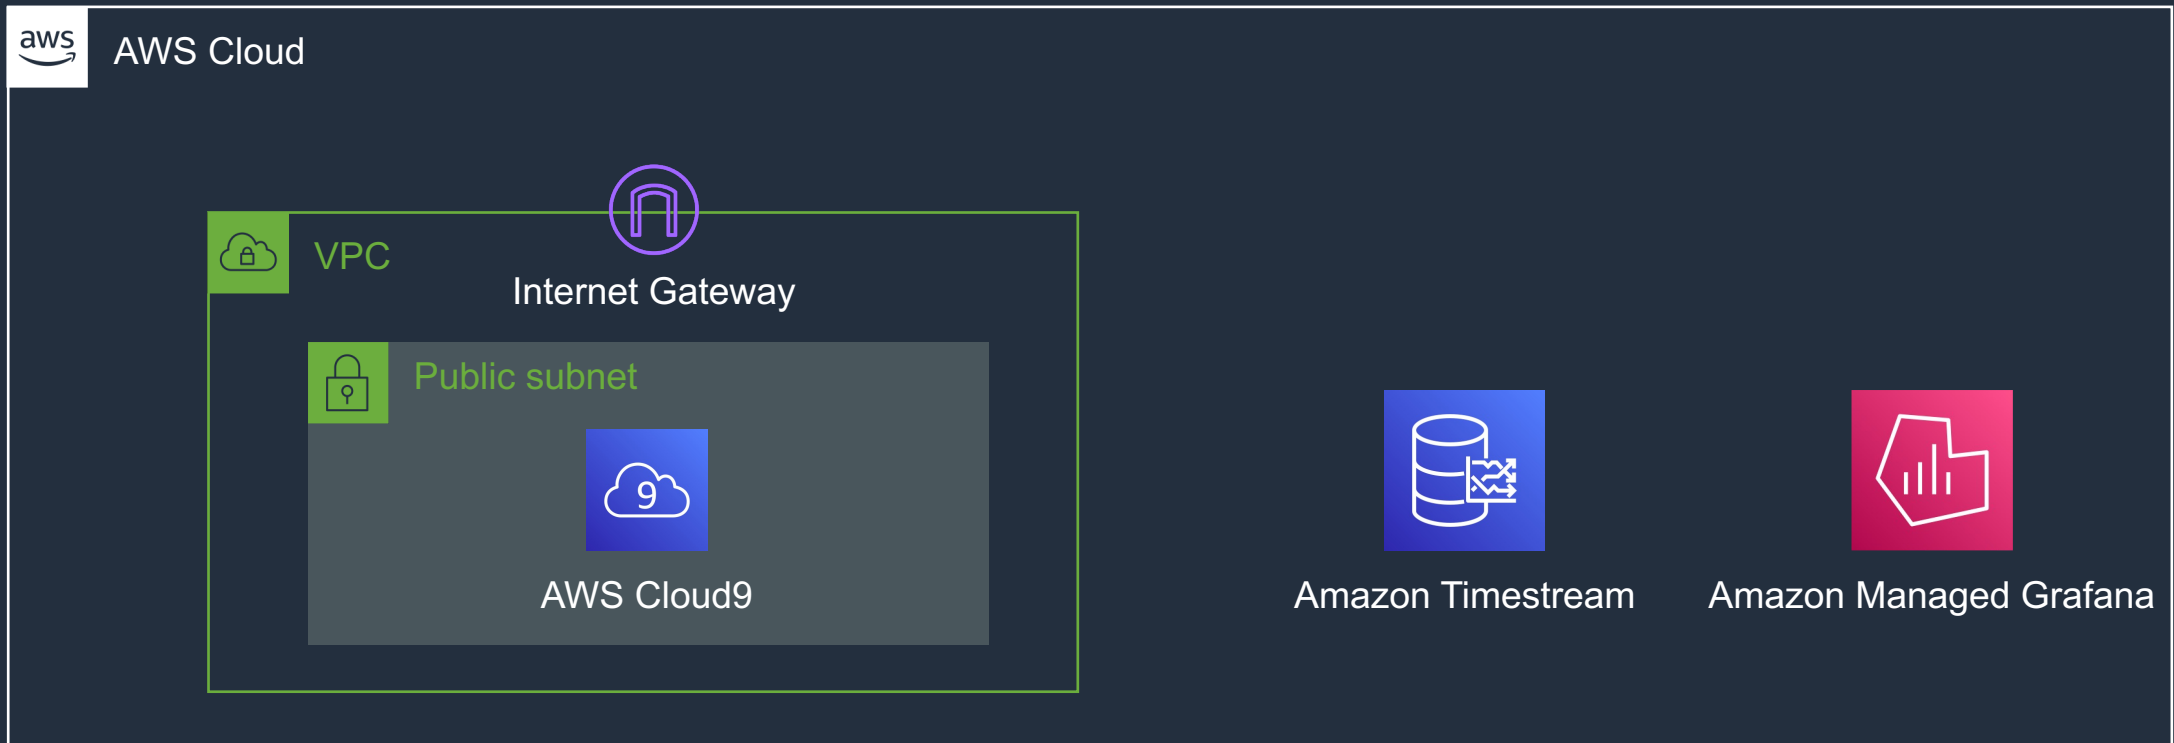 aws
AWS Cloud
VPC
Internet Gateway
Public subnet
9
AWS Cloud9
Amazon Timestream
Amazon Managed Grafana